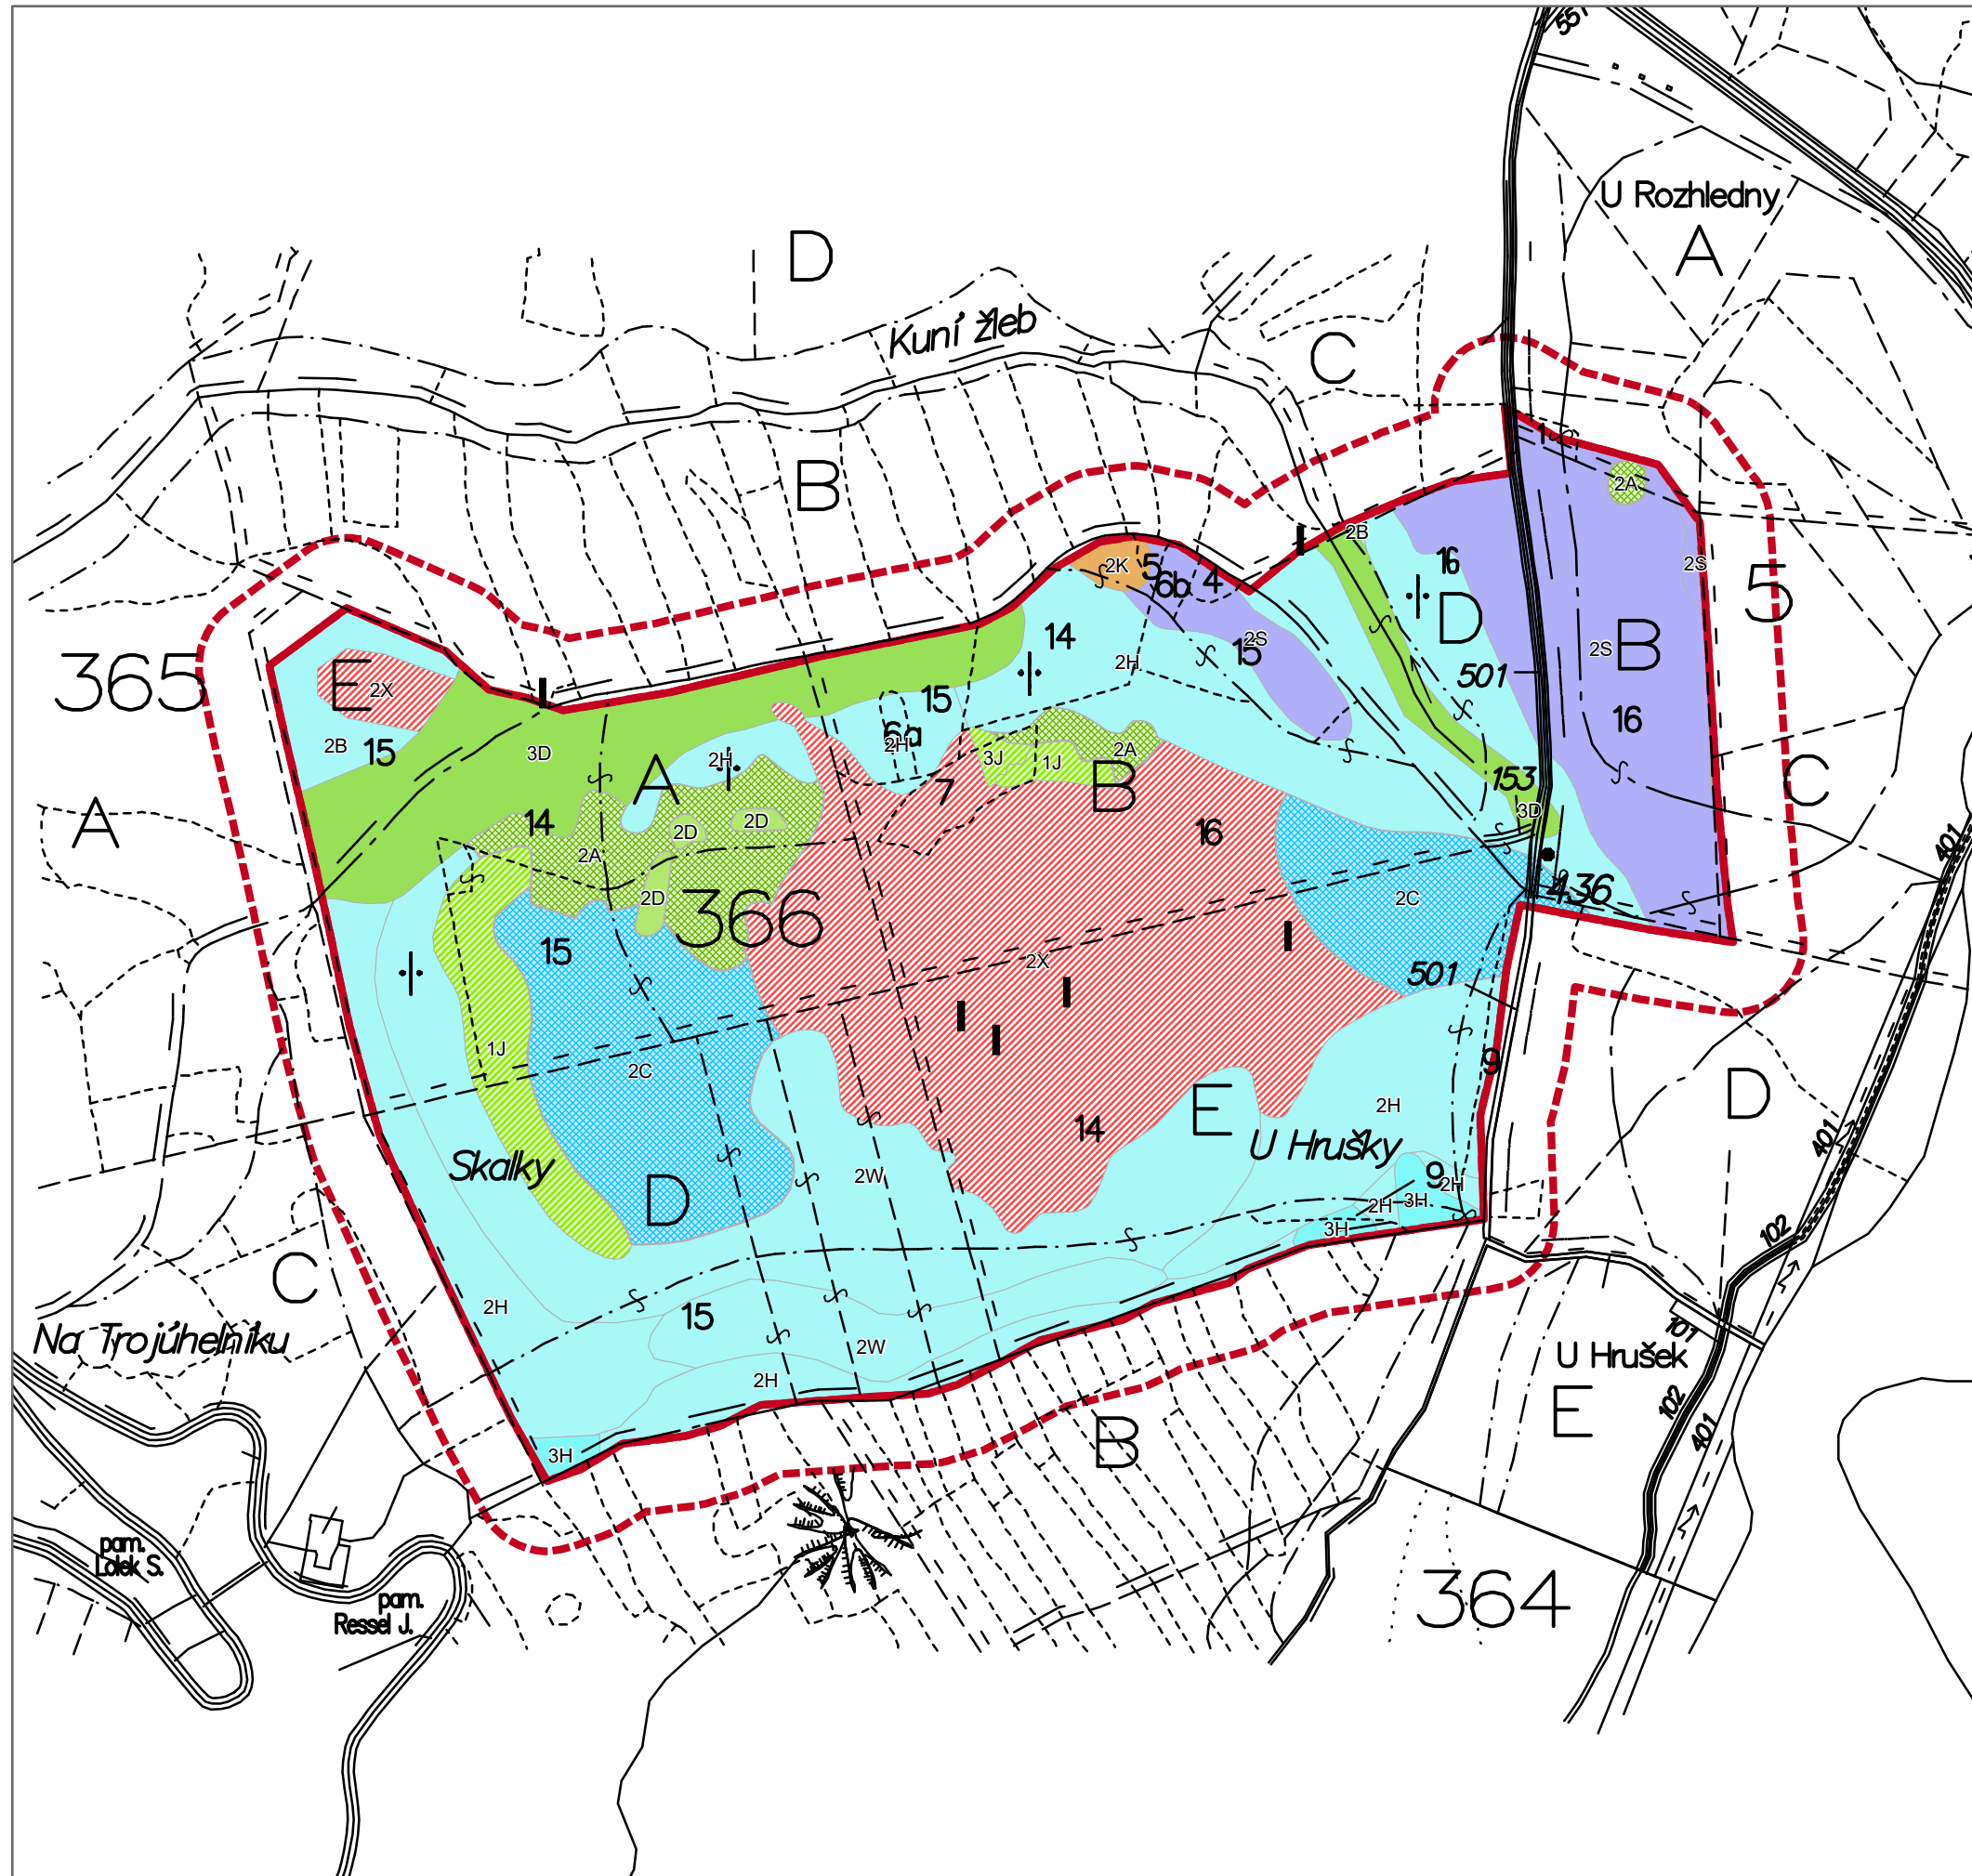 551
U Rozhledny
A
D
Kuní žleb
C
B
1
2A
2B
16
2S
5
2K
5
6b
4
D
2S
B
15
2S
14
2H
365
E
2X
501
15
16
6a
2H
2B
15
3D
2H
A
3J
1J
2A
B
7
153
C
3D
A
14
2D
2D
16
401
2A
2D
366
2C
436
15
2X
501
1J
2C
9
D
2H
E
14
401
U Hrušky
Skalky
2W
9
2H
D
2H
3H
3H
102
C
2H
15
Na Trojúhelníku
101
2W
U Hrušek
2H
102
E
B
401
3H
pam.
Lolek S.
364
pam.
Ressel J.